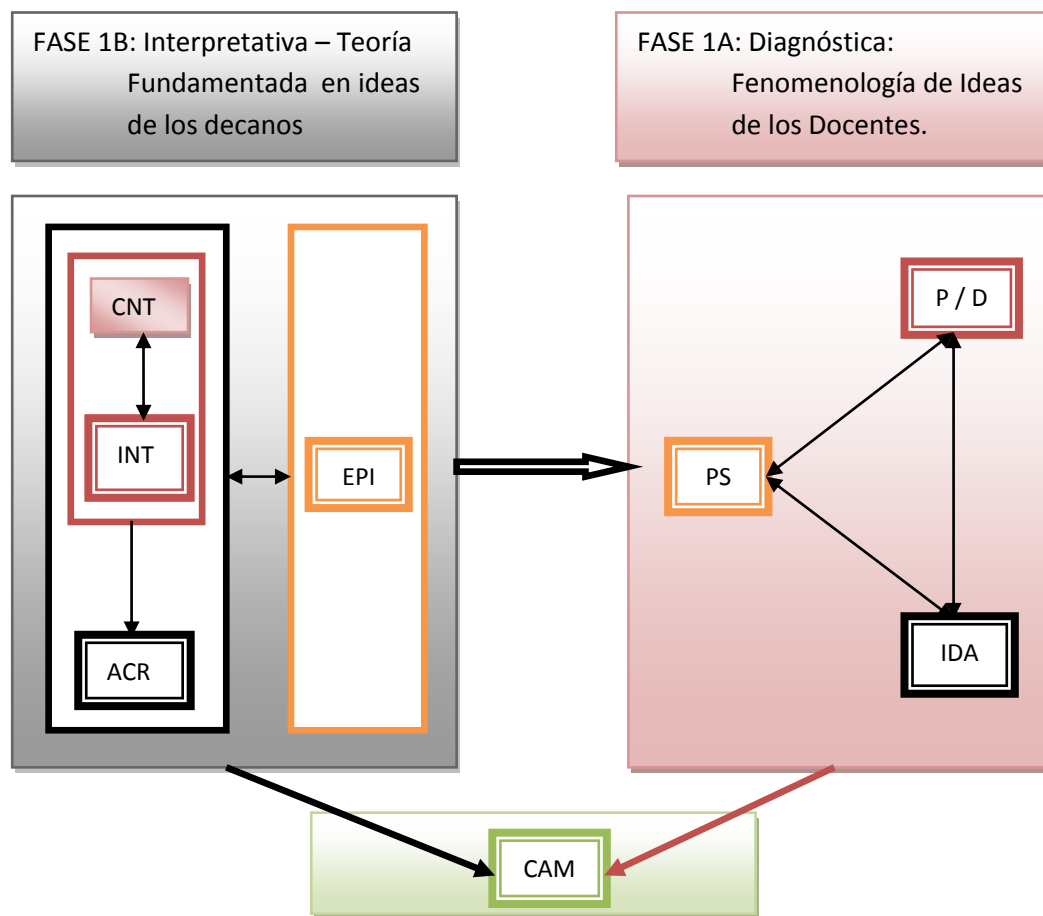 FASE 1B: Interpretativa – Teoría
Fundamentada en ideas
de los decanos
FASE 1A: Diagnóstica:
Fenomenología de Ideas
de los Docentes.
CNT
INT
ACR
EPI
P / D
PS
IDA
CAM